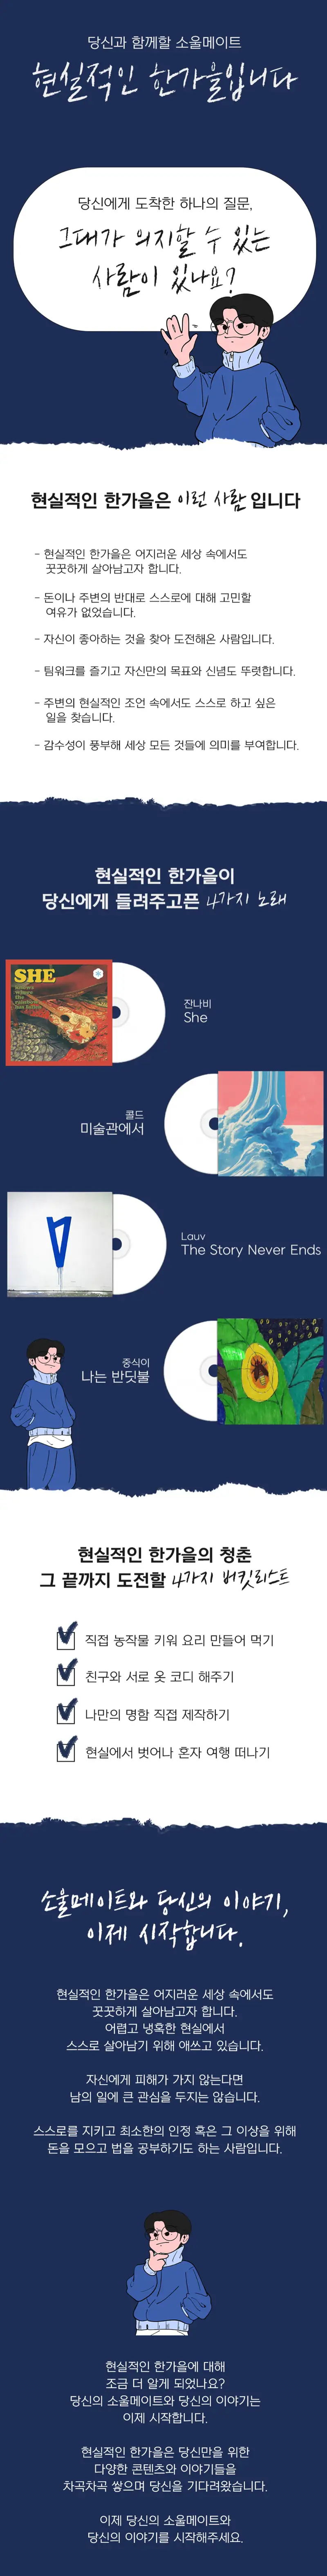 당신과 함께할 소울메이트
현실적인 한가을입니다
당신에게 도착한 하나의 질문,
그대가 의지할 수 있는
사람이 있나요?
현실적인 한가을은 이런 사람 입니다
- 현실적인 한가을은 어지러운 세상 속에서도
꿋꿋하게 살아남고자 합니다.
- 돈이나 주변의 반대로 스스로에 대해 고민할
여유가 없었습니다.
- 자신이 좋아하는 것을 찾아 도전해온 사람입니다.
- 팀워크를 즐기고 자신만의 목표와 신념도 뚜렷합니다.
- 주변의 현실적인 조언 속에서도 스스로 하고 싶은
일을 찾습니다.
- 감수성이 풍부해 세상 모든 것들에 의미를 부여합니다.
현실적인 한가을이
당신에게 들려주고픈 4가지 노래
SHE
knows
where
the
rainbows
has fallen
잔나비
She
콜드
미술관에서
Lauv
The Story Never Ends
중식이
나는 반딧불
현실적인 한가을의 청춘
그 끝까지 도전할 4가지 버킷리스트
직접 농작물 키워 요리 만들어 먹기
친구와 서로 옷 코디 해주기
나만의 명함 직접 제작하기
현실에서 벗어나 혼자 여행 떠나기
소울메이트와 당신의 이야기,
이제 시작합니다.
현실적인 한가을은 어지러운 세상 속에서도
꿋꿋하게 살아남고자 합니다.
어렵고 냉혹한 현실에서
스스로 살아남기 위해 애쓰고 있습니다.
자신에게 피해가 가지 않는다면
남의 일에 큰 관심을 두지는 않습니다.
스스로를 지키고 최소한의 인정 혹은 그 이상을 위해
돈을 모으고 법을 공부하기도 하는 사람입니다.
현실적인 한가을에 대해
조금 더 알게 되었나요?
당신의 소울메이트와 당신의 이야기는
이제 시작합니다.
현실적인 한가을은 당신만을 위한
다양한 콘텐츠와 이야기들을
차곡차곡 쌓으며 당신을 기다려왔습니다.
이제 당신의 소울메이트와
당신의 이야기를 시작해주세요.